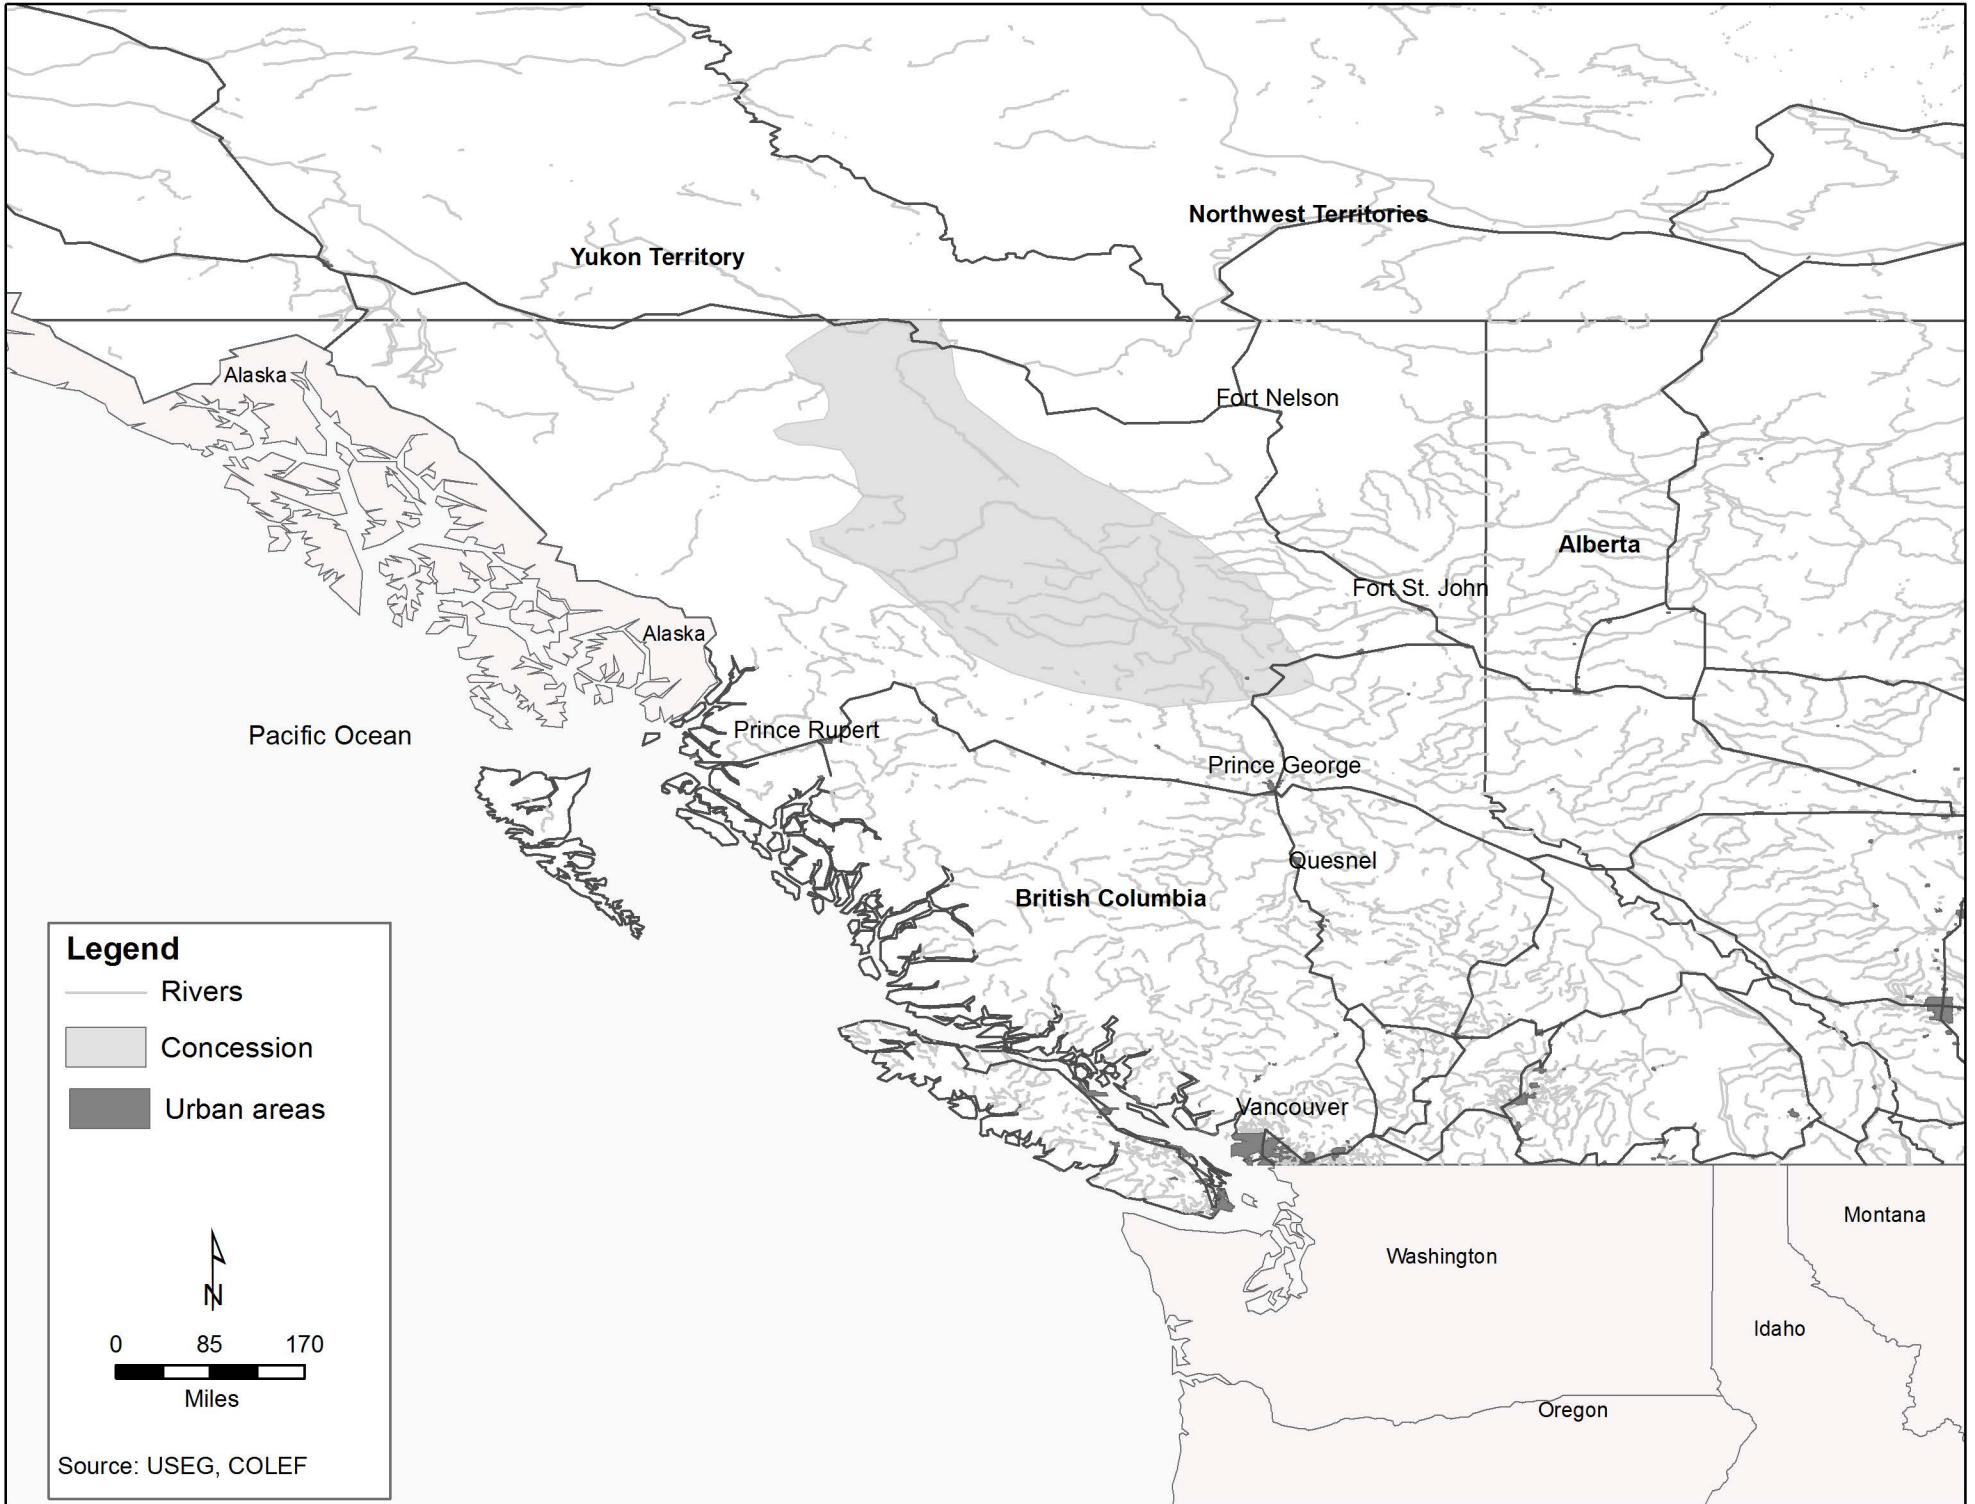 Northwest Territories
Yukon Territory
Alaska
Fort Nelson
Alberta
Fort St. John
Alaska
Pacific Ocean
Prince Rupert
Prince George
Quesnel
British Columbia
Legend
Rivers
Concession
Urban areas
Vancouver
Montana
Washington
Idaho
Oregon
N
0 85 170
Miles
Source: USEG, COLEF